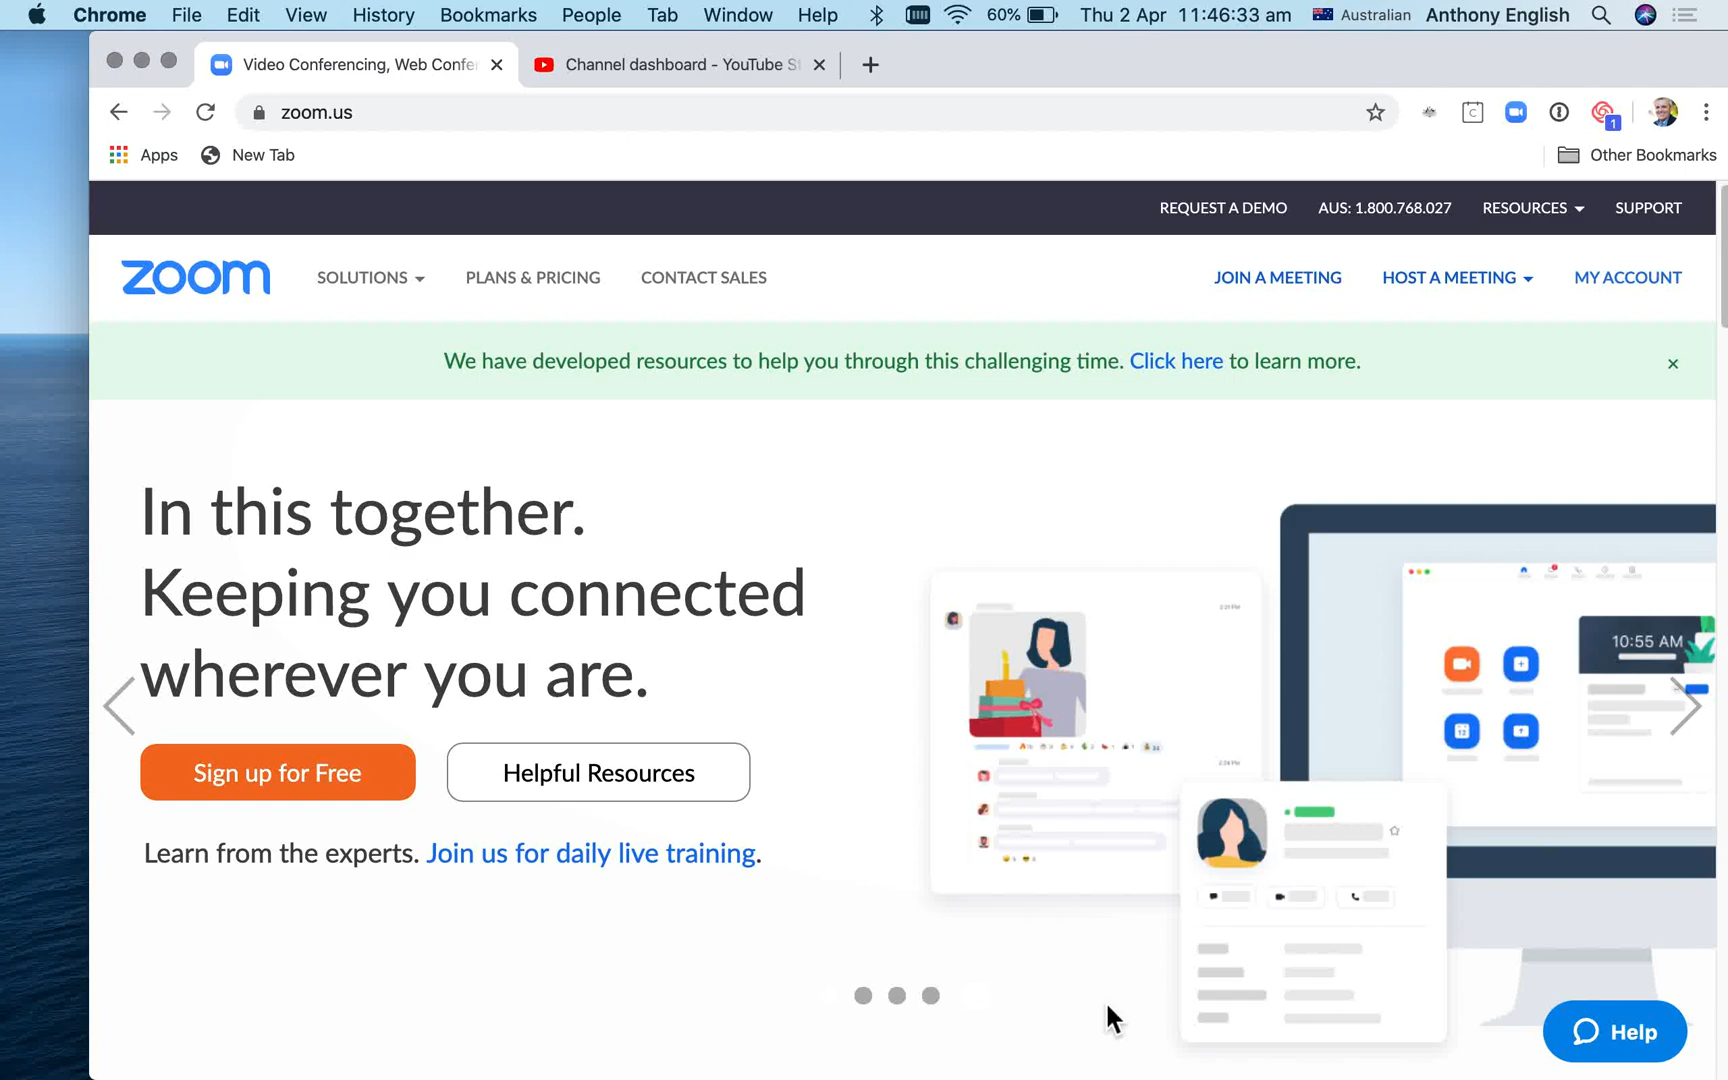 Chrome File Edit View History Bookmarks People Tab Window Help 60% Thu 2 Apr 11:46:33 am Australian Anthony English
Video Conferencing, Web Confe
Channel dashboard - YouTube S
zoom.us
C
1
Apps New Tab Other Bookmarks
REQUEST A DEMO AUS: 1.800.768.027 RESOURCES SUPPORT
zoom SOLUTIONS PLANS & PRICING CONTACT SALES JOIN A MEETING HOST A MEETING MY ACCOUNT
We have developed resources to help you through this challenging time. Click here to learn more.
In this together.
Keeping you connected
wherever you are.
Sign up for Free
Helpful Resources
Learn from the experts. Join us for daily live training.
10:55 AM
Help